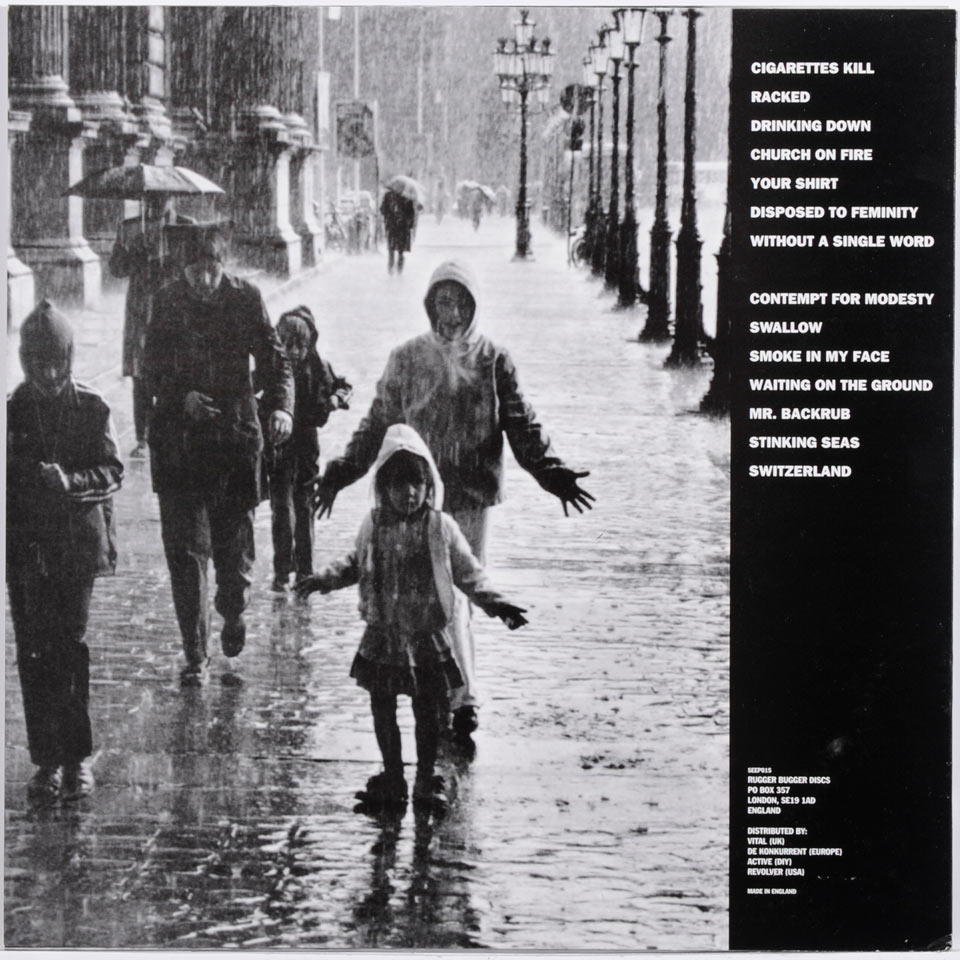 CIGARETTES KILL
RACKED
DRINKING DOWN
CHURCH ON FIRE
YOUR SHIRT
DISPOSED TO FEMINITY
WITHOUT A SINGLE WORD
CONTEMPT FOR MODESTY
SWALLOW
SMOKE IN MY FACE
WAITING ON THE GROUND
MR. BACKRUB
STINKING SEAS
SWITZERLAND
SEEP015
RUGGER BUGGER DISCS
PO BOX 357
LONDON, SE19 1AD
ENGLAND
DISTRIBUTED BY:
VITAL (UK)
DE KONKURRENT (EUROPE)
ACTIVE (DIY)
REVOLVER (USA)
MADE IN ENGLAND